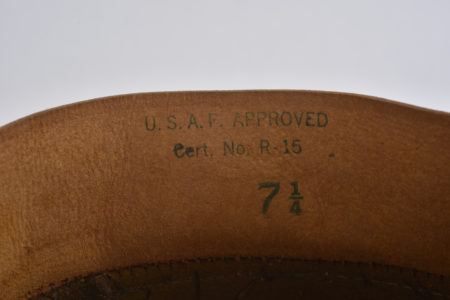 U. S. A. F. APPROVED
Cert. No. R-15
7 1/4